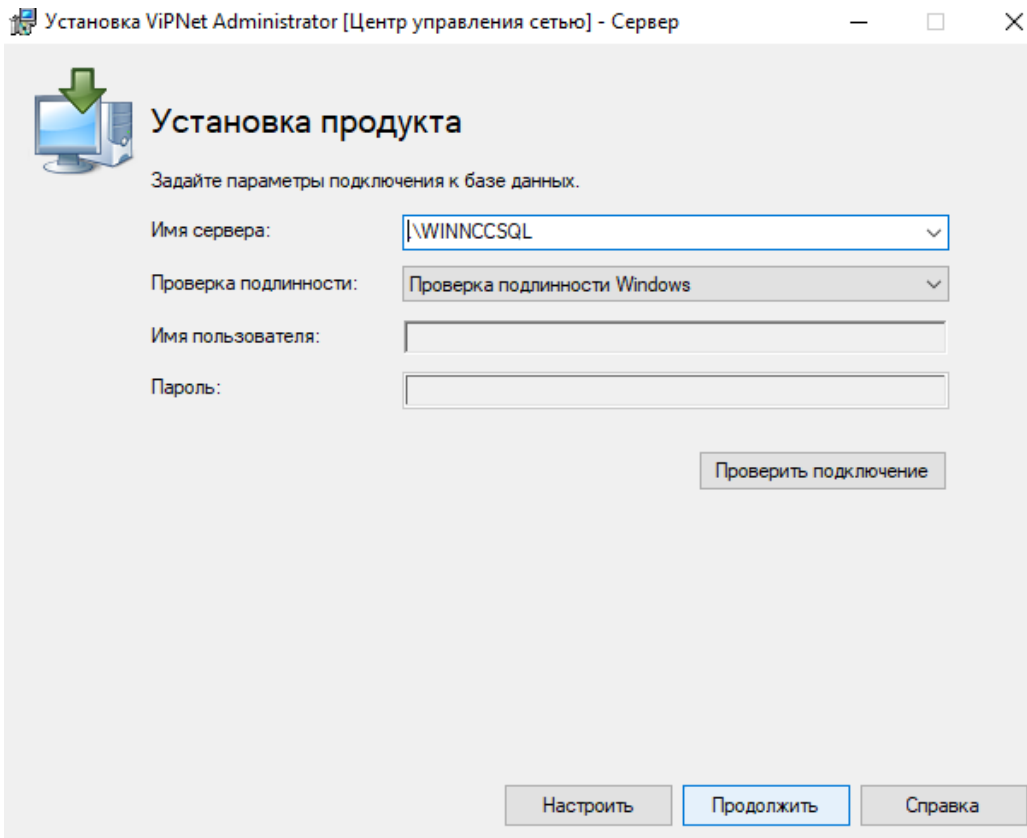 Установка ViPNet Administrator [Центр управления сетью] - Сервер
Установка продукта
Задайте параметры подключения к базе данных.
Имя сервера: .\WINNCCSQL
Проверка подлинности: Проверка подлинности Windows
Имя пользователя:
Пароль:
Проверить подключение
Настроить Продолжить Справка